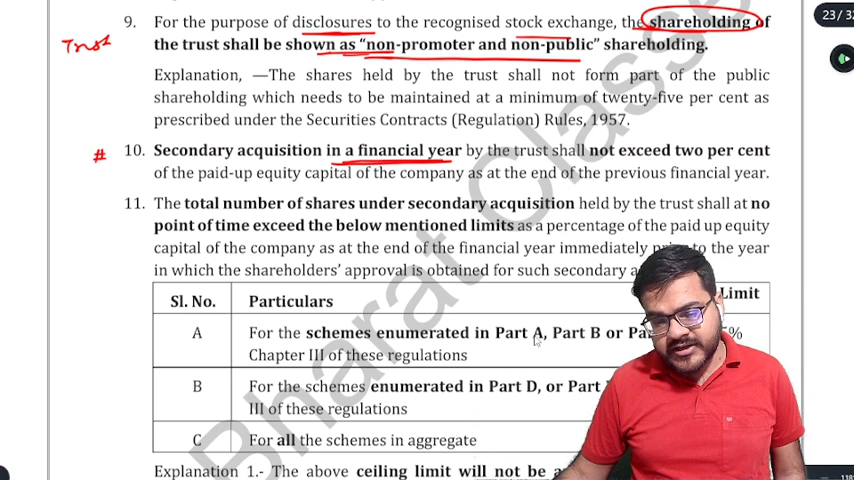 9. For the purpose of disclosures to the recognised stock exchange, the shareholding of
Trust
the trust shall be shown as “non-promoter and non-public” shareholding.
Explanation, —The shares held by the trust shall not form part of the public
shareholding which needs to be maintained at a minimum of twenty-five per cent as
prescribed under the Securities Contracts (Regulation) Rules, 1957.
# 10. Secondary acquisition in a financial year by the trust shall not exceed two per cent
of the paid-up equity capital of the company as at the end of the previous financial year.
11. The total number of shares under secondary acquisition held by the trust shall at no
point of time exceed the below mentioned limits as a percentage of the paid up equity
capital of the company as at the end of the financial year immediately to the year
in which the shareholders’ approval is obtained for such secondary
Sl. No. Particulars Limit
A For the schemes enumerated in Part A, Part B or %
Chapter III of these regulations
B For the schemes enumerated in Part D, or Part
III of these regulations
C For all the schemes in aggregate
Explanation 1.- The above ceiling limit will not be
Bharat Classes
23/